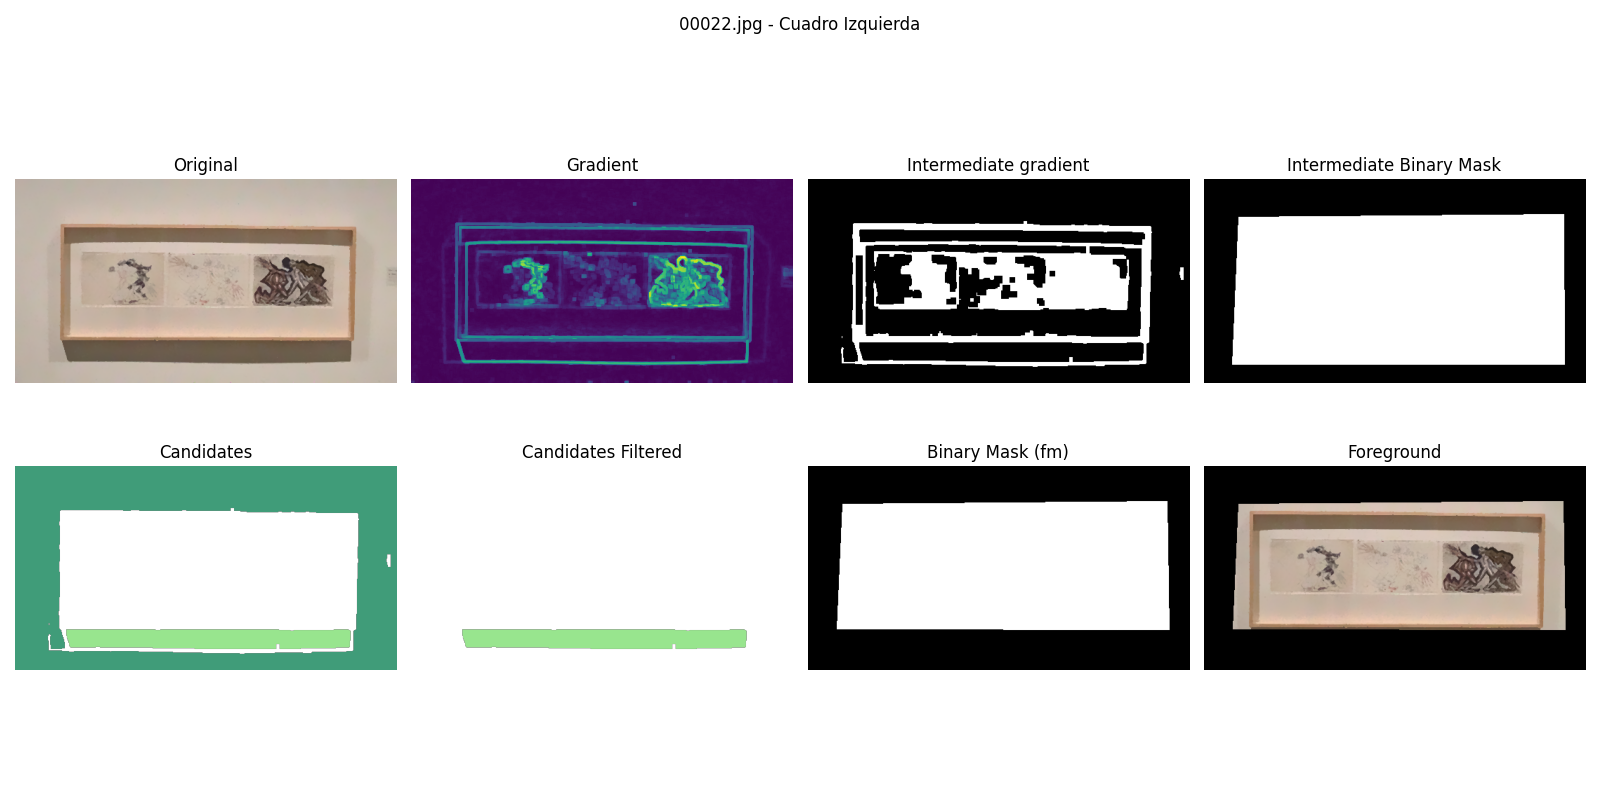 00022.jpg - Cuadro Izquierda
Original
Gradient
Intermediate gradient
Intermediate Binary Mask
Candidates
Candidates Filtered
Binary Mask (fm)
Foreground